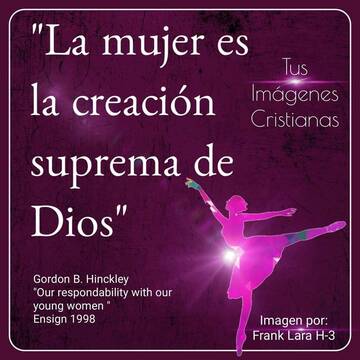 "La mujer es
la creación
suprema de
Dios"
Tus
Imágenes
Cristianas
Gordon B. Hinckley
"Our respondability with our
young women "
Ensign 1998
Imagen por:
Frank Lara H-3